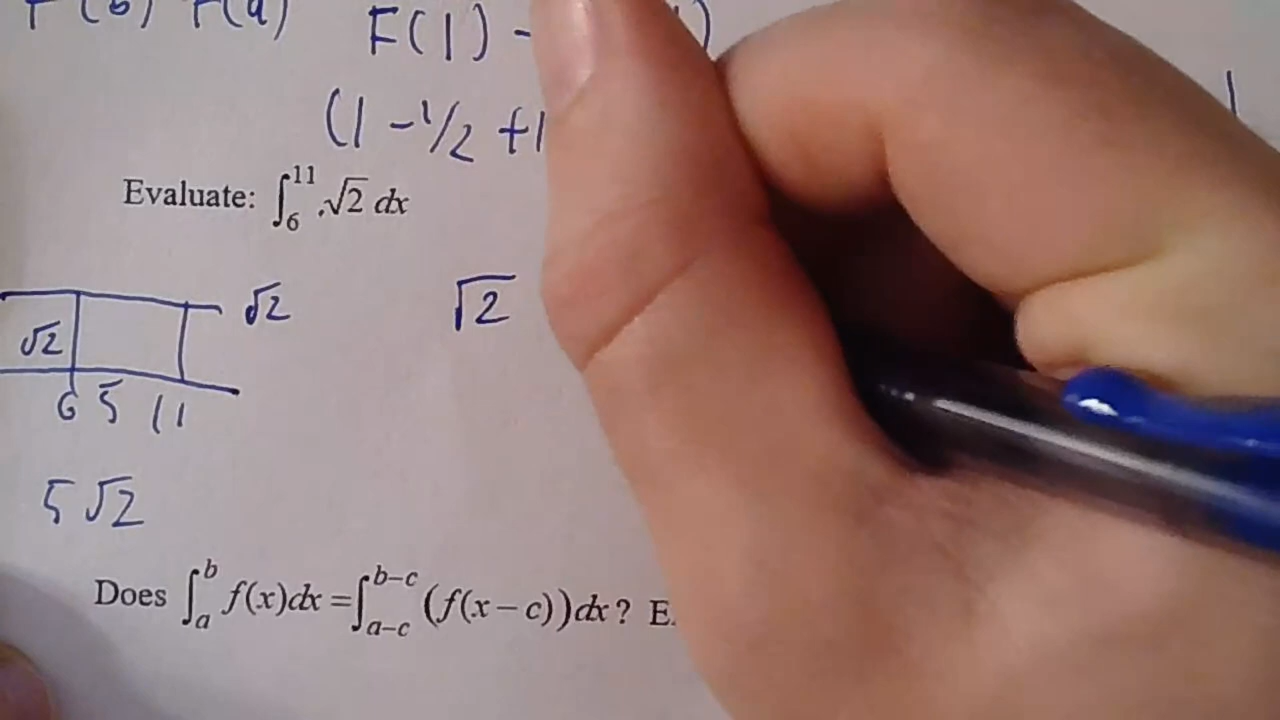 F(b) F(a)
F(1) -
(1 - 1/2 + 1
Evaluate: ∫₆¹¹ √2 dx
√2
√2
√2
6 5 11
5√2
Does ∫ₐᵇ f(x)dx = ∫ₐ₋c^(b-c) (f(x-c))dx?